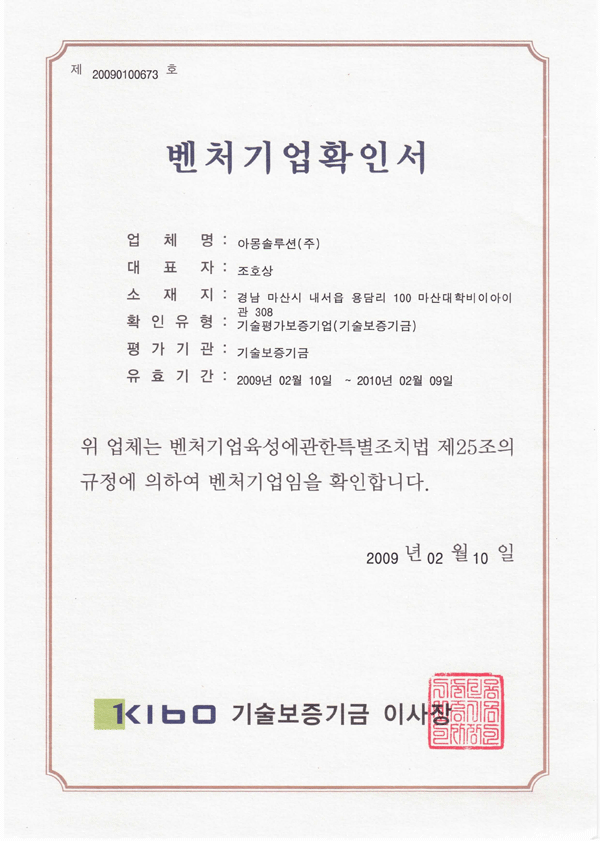 제 20090100673 호
벤처기업확인서
업 체 명 : 아몽솔루션(주)
대 표 자 : 조호상
소 재 지 : 경남 마산시 내서읍 용담리 100 마산대학비이아이
관 308
확 인 유 형 : 기술평가보증기업(기술보증기금)
평 가 기 관 : 기술보증기금
유 효 기 간 : 2009년 02월 10일 ~ 2010년 02월 09일
위 업체는 벤처기업육성에관한특별조치법 제25조의
규정에 의하여 벤처기업임을 확인합니다.
2009 년 02 월 10 일
KIBO 기술보증기금 이사장